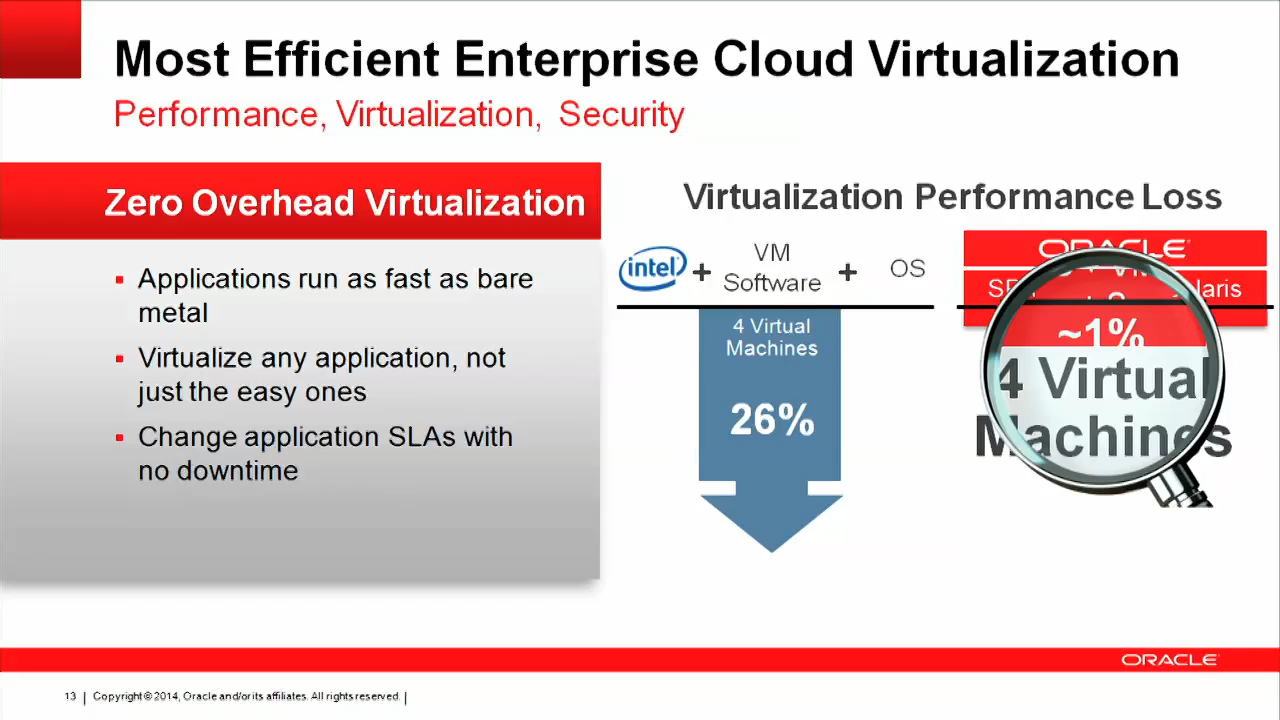 Most Efficient Enterprise Cloud Virtualization
Performance, Virtualization, Security
Zero Overhead Virtualization
Applications run as fast as bare
metal
Virtualize any application, not
just the easy ones
Change application SLAs with
no downtime
Virtualization Performance Loss
intel
+
VM
Software
+
OS
4 Virtual
Machines
26%
ORACLE
~1%
4 Virtual
Machines
ORACLE
13 | Copyright © 2014, Oracle and/or its affiliates. All rights reserved. |